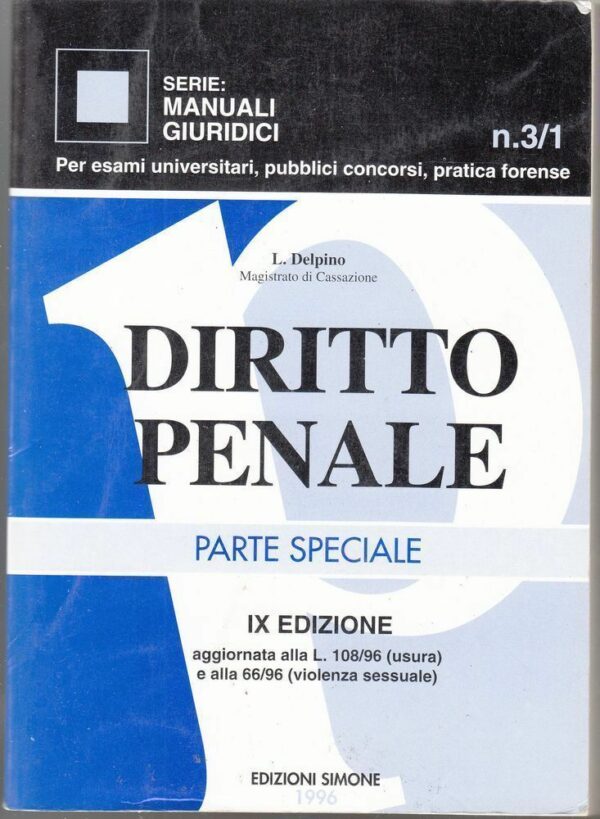 SERIE:
MANUALI
GIURIDICI
n.3/1
Per esami universitari, pubblici concorsi, pratica forense
L. Delpino
Magistrato di Cassazione
DIRITTO
PENALE
PARTE SPECIALE
IX EDIZIONE
aggiornata alla L. 108/96 (usura)
e alla 66/96 (violenza sessuale)
EDIZIONI SIMONE
1996